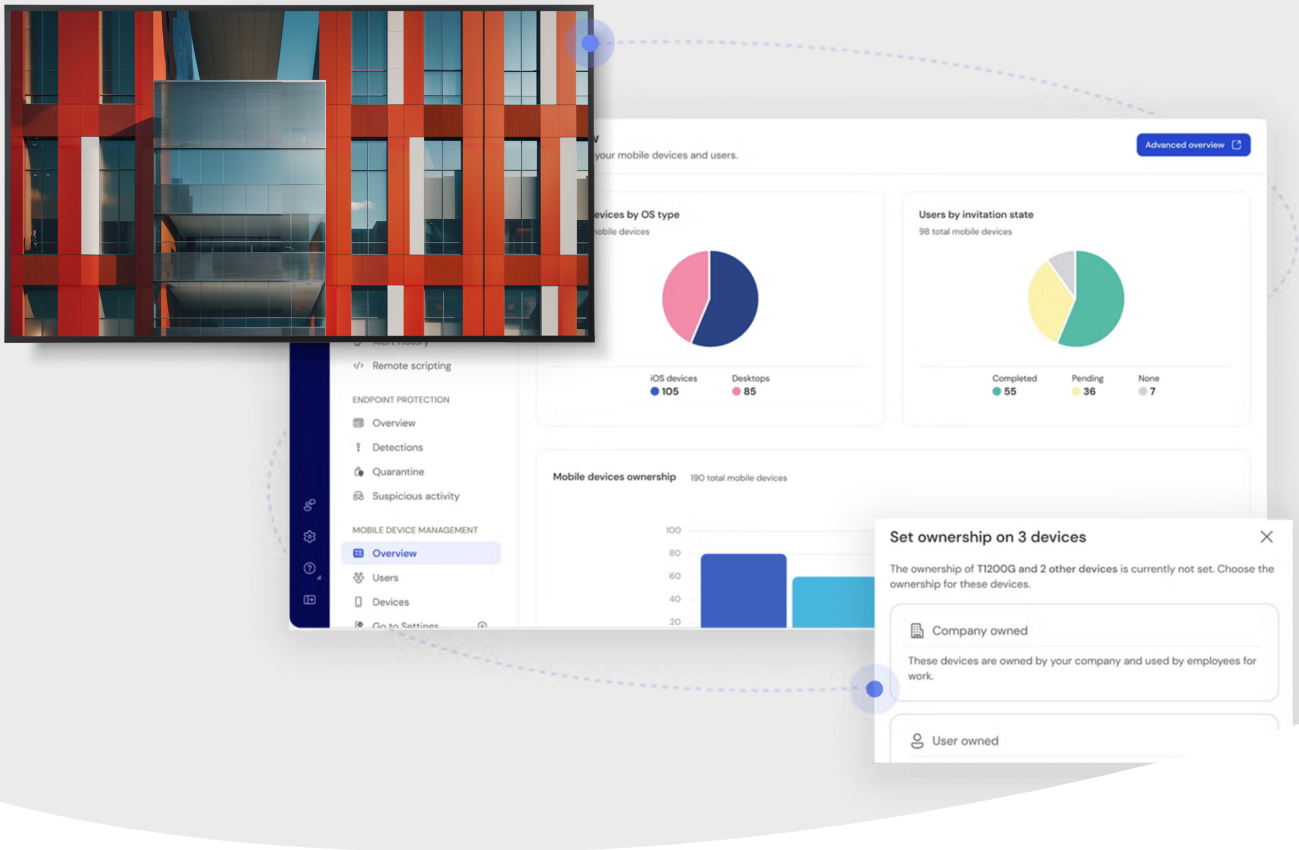 your mobile devices and users.
Advanced overview
by OS type
devices
Users by invitation state
98 total mobile devices
iOS devices
Desktops
105
85
Completed
Pending
None
55
36
7
Alert history
Remote scripting
ENDPOINT PROTECTION
Overview
Detections
Quarantine
Suspicious activity
MOBILE DEVICE MANAGEMENT
Overview
Users
Devices
Go to Settings
Mobile devices ownership
190 total mobile devices
100
80
60
40
20
Set ownership on 3 devices
The ownership of T1200G and 2 other devices is currently not set. Choose the
ownership for these devices.
Company owned
These devices are owned by your company and used by employees for
work.
User owned